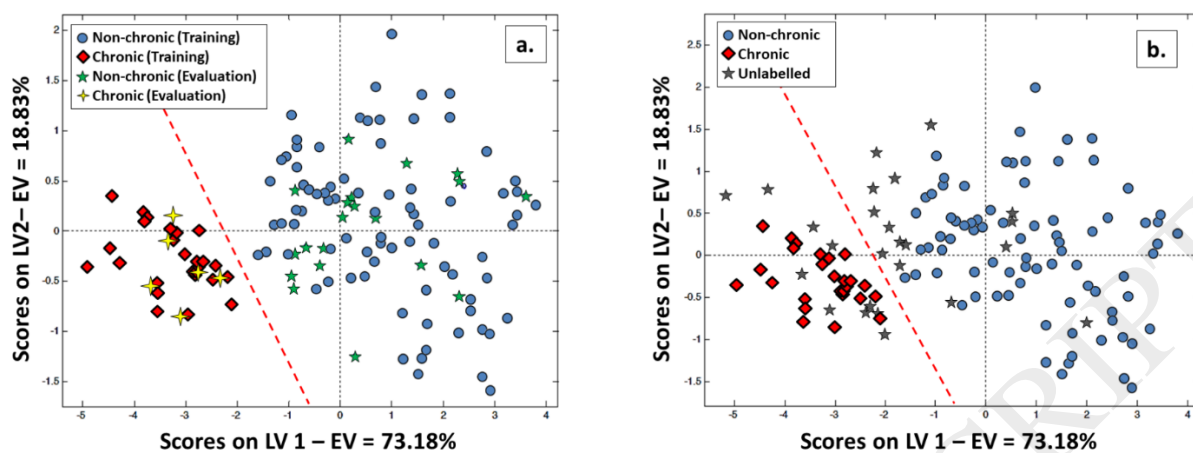 a.
Non-chronic (Training)
Chronic (Training)
Non-chronic (Evaluation)
Chronic (Evaluation)
Scores on LV2– EV = 18.83%
2
1.5
1
0.5
0
-0.5
-1
-1.5
-5 -4 -3 -2 -1 0 1 2 3 4
Scores on LV 1 – EV = 73.18%
b.
Non-chronic
Chronic
Unlabelled
Scores on LV2– EV = 18.83%
2.5
2
1.5
1
0.5
0
-0.5
-1
-1.5
-5 -4 -3 -2 -1 0 1 2 3 4
Scores on LV 1 – EV = 73.18%
CRIPT